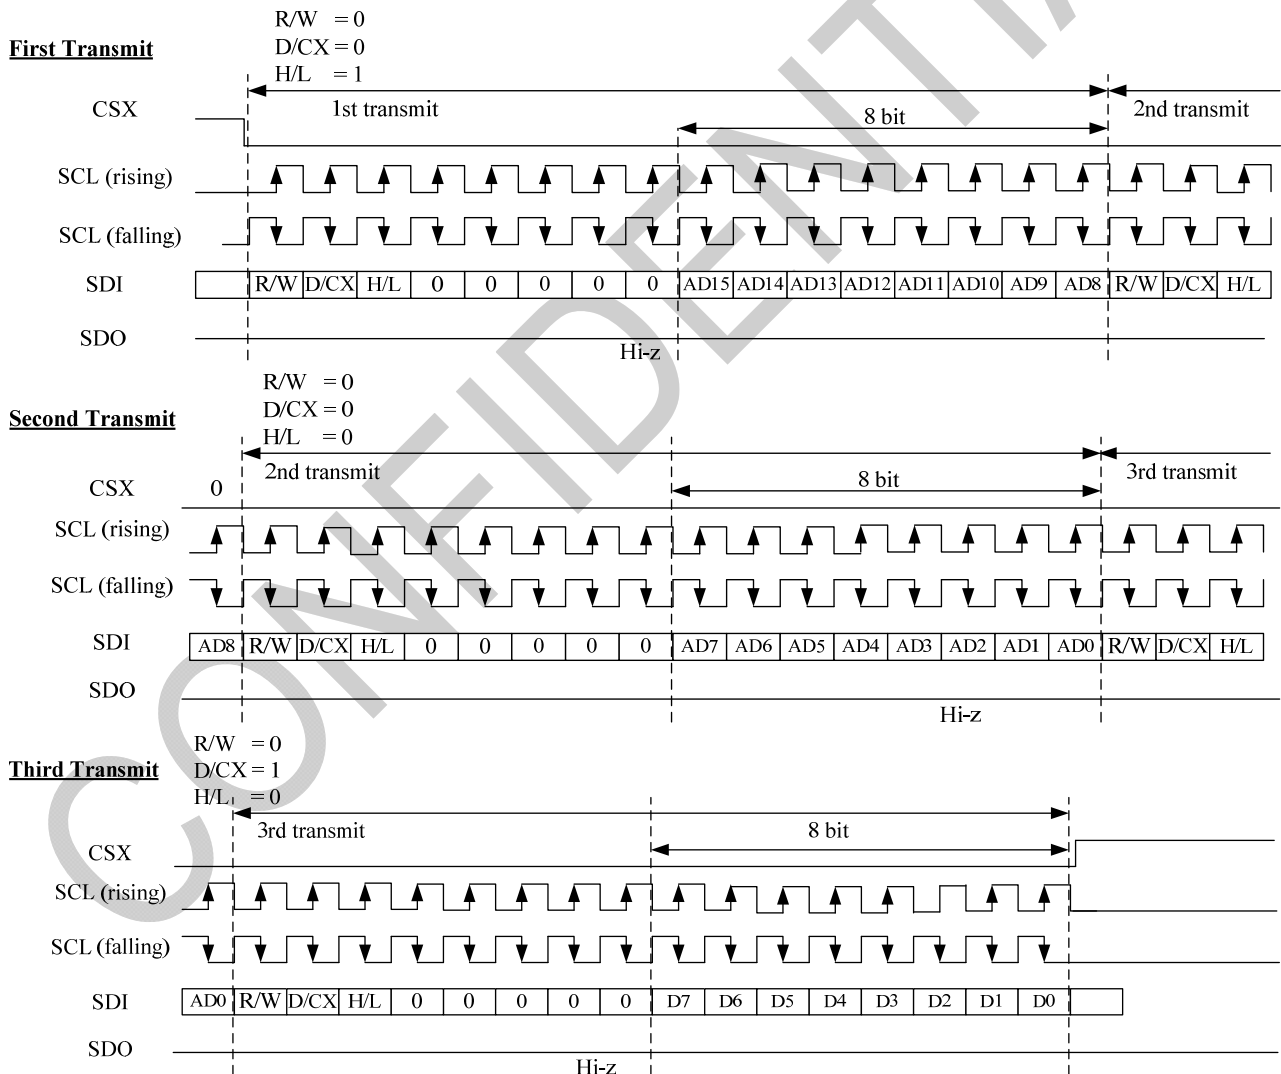 R/W = 0
First Transmit
D/CX = 0
H/L = 1
CSX
1st transmit
8 bit
2nd transmit
SCL (rising)
SCL (falling)
SDI
R/W D/CX H/L 0 0 0 0 0 AD15 AD14 AD13 AD12 AD11 AD10 AD9 AD8 R/W D/CX H/L
SDO
Hi-z
R/W = 0
Second Transmit
D/CX = 0
H/L = 0
2nd transmit
8 bit
3rd transmit
CSX 0
SCL (rising)
SCL (falling)
SDI
AD8 R/W D/CX H/L 0 0 0 0 0 AD7 AD6 AD5 AD4 AD3 AD2 AD1 AD0 R/W D/CX H/L
SDO
Hi-z
R/W = 0
Third Transmit
D/CX = 1
H/L = 0
3rd transmit
8 bit
CSX
SCL (rising)
SCL (falling)
SDI
AD0 R/W D/CX H/L 0 0 0 0 0 D7 D6 D5 D4 D3 D2 D1 D0
SDO
Hi-z
CONFIDENTIA